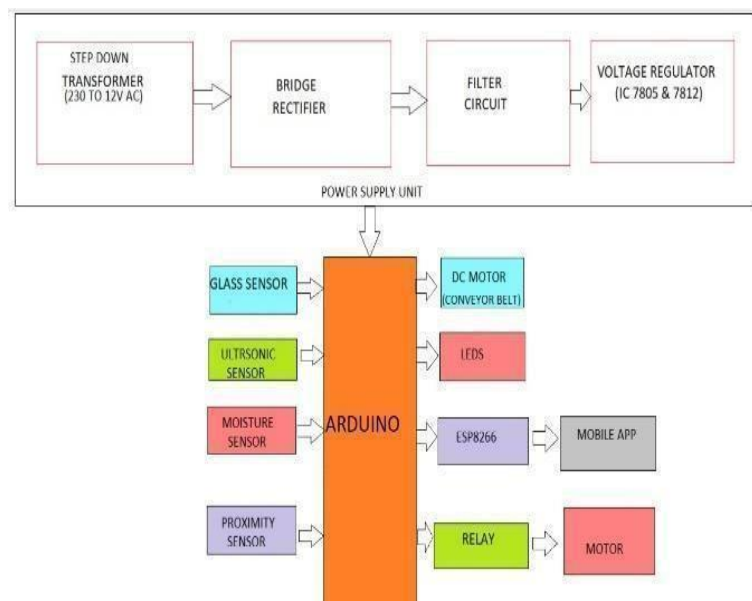 STEP DOWN
TRANSFORMER
(230 TO 12V AC)
BRIDGE
RECTIFIER
FILTER
CIRCUIT
VOLTAGE REGULATOR
(IC 7805 & 7812)
POWER SUPPLY UNIT
GLASS SENSOR
ULTRSONIC
SENSOR
MOISTURE
SENSOR
PROXIMITY
SENSOR
ARDUINO
DC MOTOR
(CONVEYOR BELT)
LEDS
ESP8266
MOBILE APP
RELAY
MOTOR